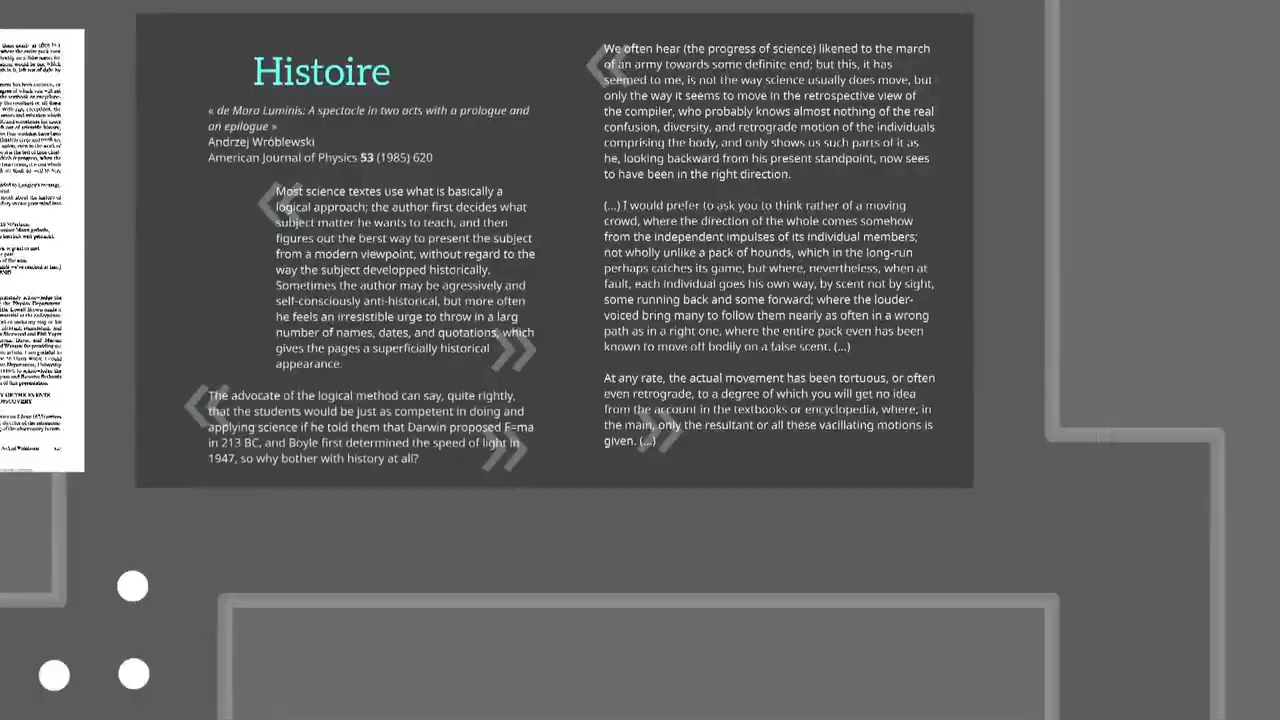 Histoire
« de Mora Luminis: A spectacle in two acts with a prologue and
an epilogue »
Andrzej Wróblewski
American Journal of Physics 53 (1985) 620
Most science textes use what is basically a
logical approach; the author first decides what
subject matter he wants to teach, and then
figures out the berst way to present the subject
from a modern viewpoint, without regard to the
way the subject developped historically.
Sometimes the author may be agressively and
self-consciously anti-historical, but more often
he feels an irresistible urge to throw in a larg
number of names, dates, and quotations, which
gives the pages a superficially historical
appearance.
The advocate of the logical method can say, quite rightly,
that the students would be just as competent in doing and
applying science if he told them that Darwin proposed F=ma
in 213 BC, and Boyle first determined the speed of light in
1947, so why bother with history at all?
We often hear (the progress of science) likened to the march
of an army towards some definite end; but this, it has
seemed to me, is not the way science usually does move, but
only the way it seems to move in the retrospective view of
the compiler, who probably knows almost nothing of the real
confusion, diversity, and retrograde motion of the individuals
comprising the body, and only shows us such parts of it as
he, looking backward from his present standpoint, now sees
to have been in the right direction.
(...) I would prefer to ask you to think rather of a moving
crowd, where the direction of the whole comes somehow
from the independent impulses of its individual members;
not wholly unlike a pack of hounds, which in the long-run
perhaps catches its game, but where, nevertheless, when at
fault, each individual goes his own way, by scent not by sight,
some running back and some forward; where the louder-
voiced bring many to follow them nearly as often in a wrong
path as in a right one; where the entire pack even has been
known to move off bodily on a false scent. (...)
At any rate, the actual movement has been tortuous, or often
even retrograde, to a degree of which you will get no idea
from the account in the textbooks or encyclopedia, where, in
the main, only the resultant or all these vacillating motions is
given. (...)